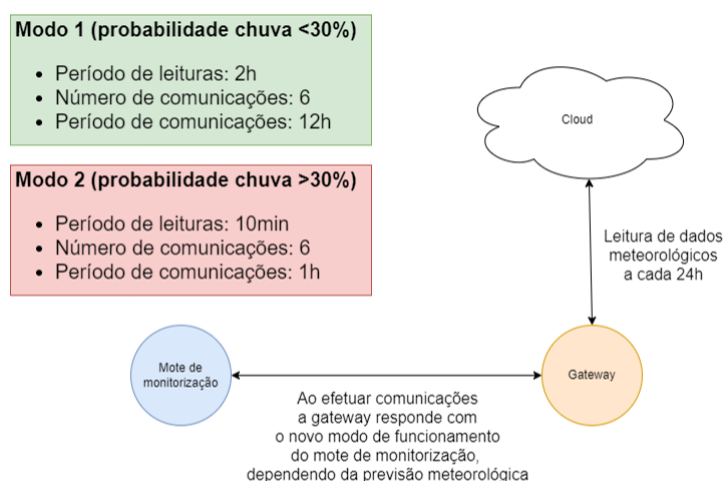 Modo 1 (probabilidade chuva <30%)
• Período de leituras: 2h
• Número de comunicações: 6
• Período de comunicações: 12h
Modo 2 (probabilidade chuva >30%)
• Período de leituras: 10min
• Número de comunicações: 6
• Período de comunicações: 1h
Cloud
Leitura de dados
meteorológicos
a cada 24h
Mote de
monitorização
Gateway
Ao efetuar comunicações
a gateway responde com
o novo modo de funcionamento
do mote de monitorização,
dependendo da previsão meteorológica